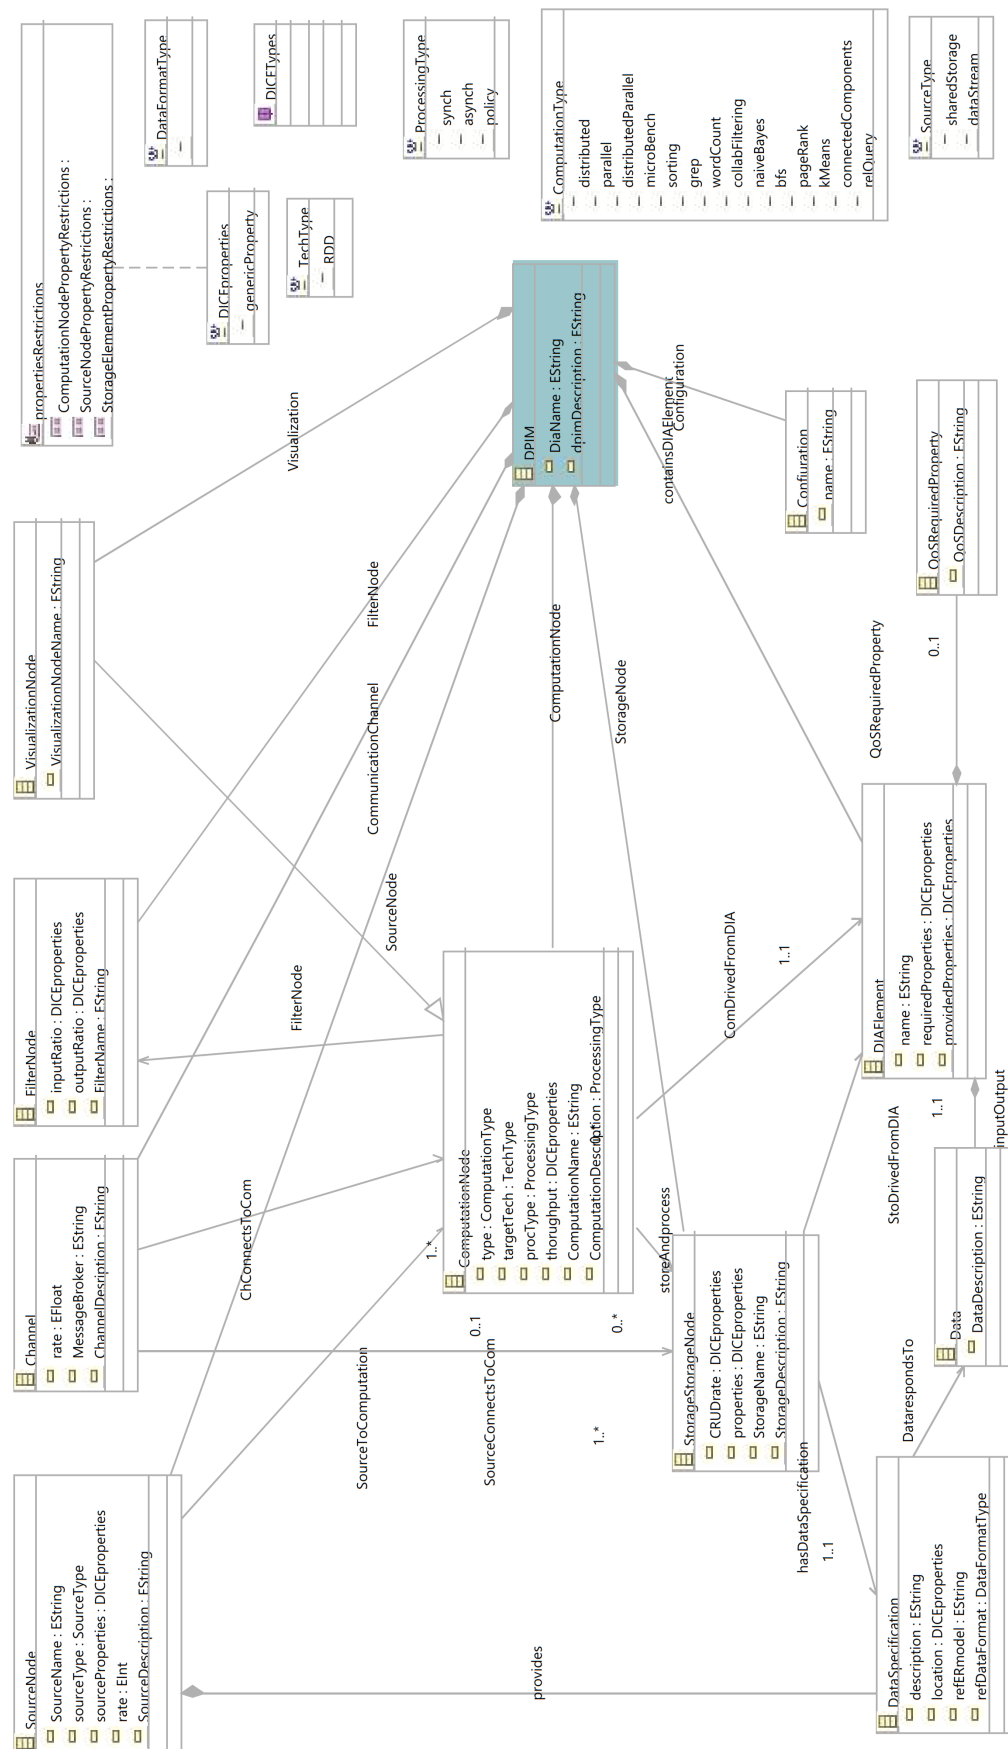 propertiesRestrictions
ComputationNodePropertyRestrictions :
SourceNodePropertyRestrictions :
StorageElementPropertyRestrictions :
DataFormatType
DICETypes
ProcessingType
synch
asynch
policy
ComputationType
distributed
parallel
distributedParallel
microBench
sorting
grep
wordCount
collabFiltering
naiveBayes
bfs
pageRank
kMeans
connectedComponents
relQuery
SourceType
sharedStorage
dataStream
DICEproperties
genericProperty
TechType
RDD
DPIM
DiaName : EString
dpimDescription : EString
Visualization
containsDIAElement
Configuration
Confiuration
name : EString
QoSRequiredProperty
QoSDescription : EString
VisualizationNode
VisualizationNodeName : EString
FilterNode
CommunicationChannel
SourceNode
ComputationNode
StorageNode
QoSRequiredProperty
0..1
FilterNode
inputRatio : DICEproperties
outputRatio : DICEproperties
FilterName : EString
FilterNode
ComputationNode
type : ComputationType
targetTech : TechType
procType : ProcessingType
thorughput : DICEproperties
ComputationName : EString
ComputationDescription : ProcessingType
0..*
ComDrivedFromDIA
1..1
DIAElement
name : EString
requiredProperties : DICEproperties
providedProperties : DICEproperties
Channel
rate : EFloat
MessageBroker : EString
ChannelDesription : EString
ChConnectsToCom
1..*
0..1
0..*
storeAndprocess
StoDrivedFromDIA
1..1
inputOutput
Data
DataDescription : EString
StorageStorageNode
CRUDrate : DICEproperties
properties : DICEproperties
StorageName : EString
StorageDescription : EString
SourceToComputation
SourceConnectsToCom
1..*
DatarespondsTo
hasDataSpecification
1..1
SourceNode
SourceName : EString
sourceType : SourceType
sourceProperties : DICEproperties
rate : EInt
SourceDescription : EString
provides
DataSpecification
description : EString
location : DICEproperties
refERmodel : EString
refDataFormat : DataFormatType